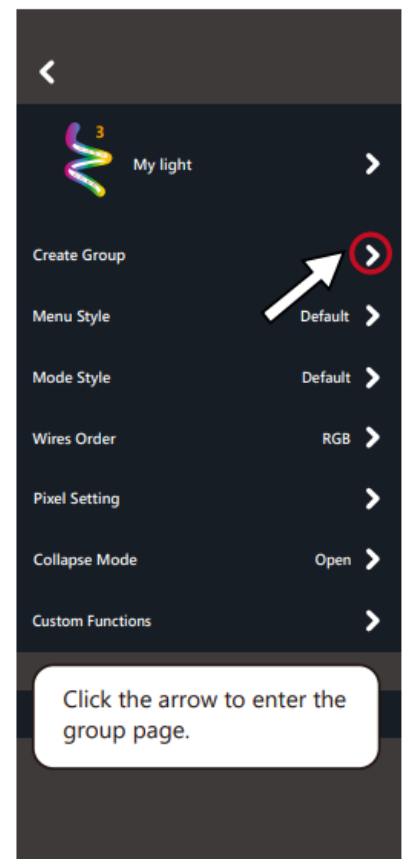 3
My light
Create Group
Menu Style Default
Mode Style Default
Wires Order RGB
Pixel Setting
Collapse Mode Open
Custom Functions
Click the arrow to enter the
group page.